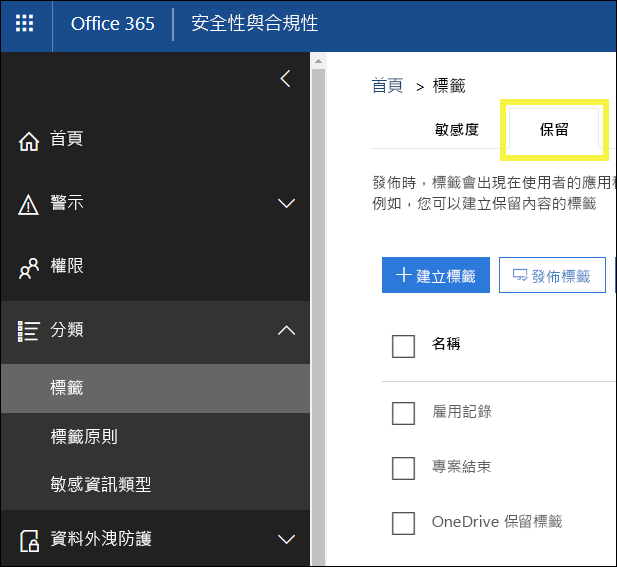 Office 365 安全性與合規性
首頁
警示
權限
分類
標籤
標籤原則
敏感資訊類型
資料外洩防護
首頁 > 標籤
敏感度 保留
發佈時，標籤會出現在使用者的應用
例如，您可以建立保留內容的標籤
建立標籤 發佈標籤
名稱
雇用記錄
專案結束
OneDrive 保留標籤